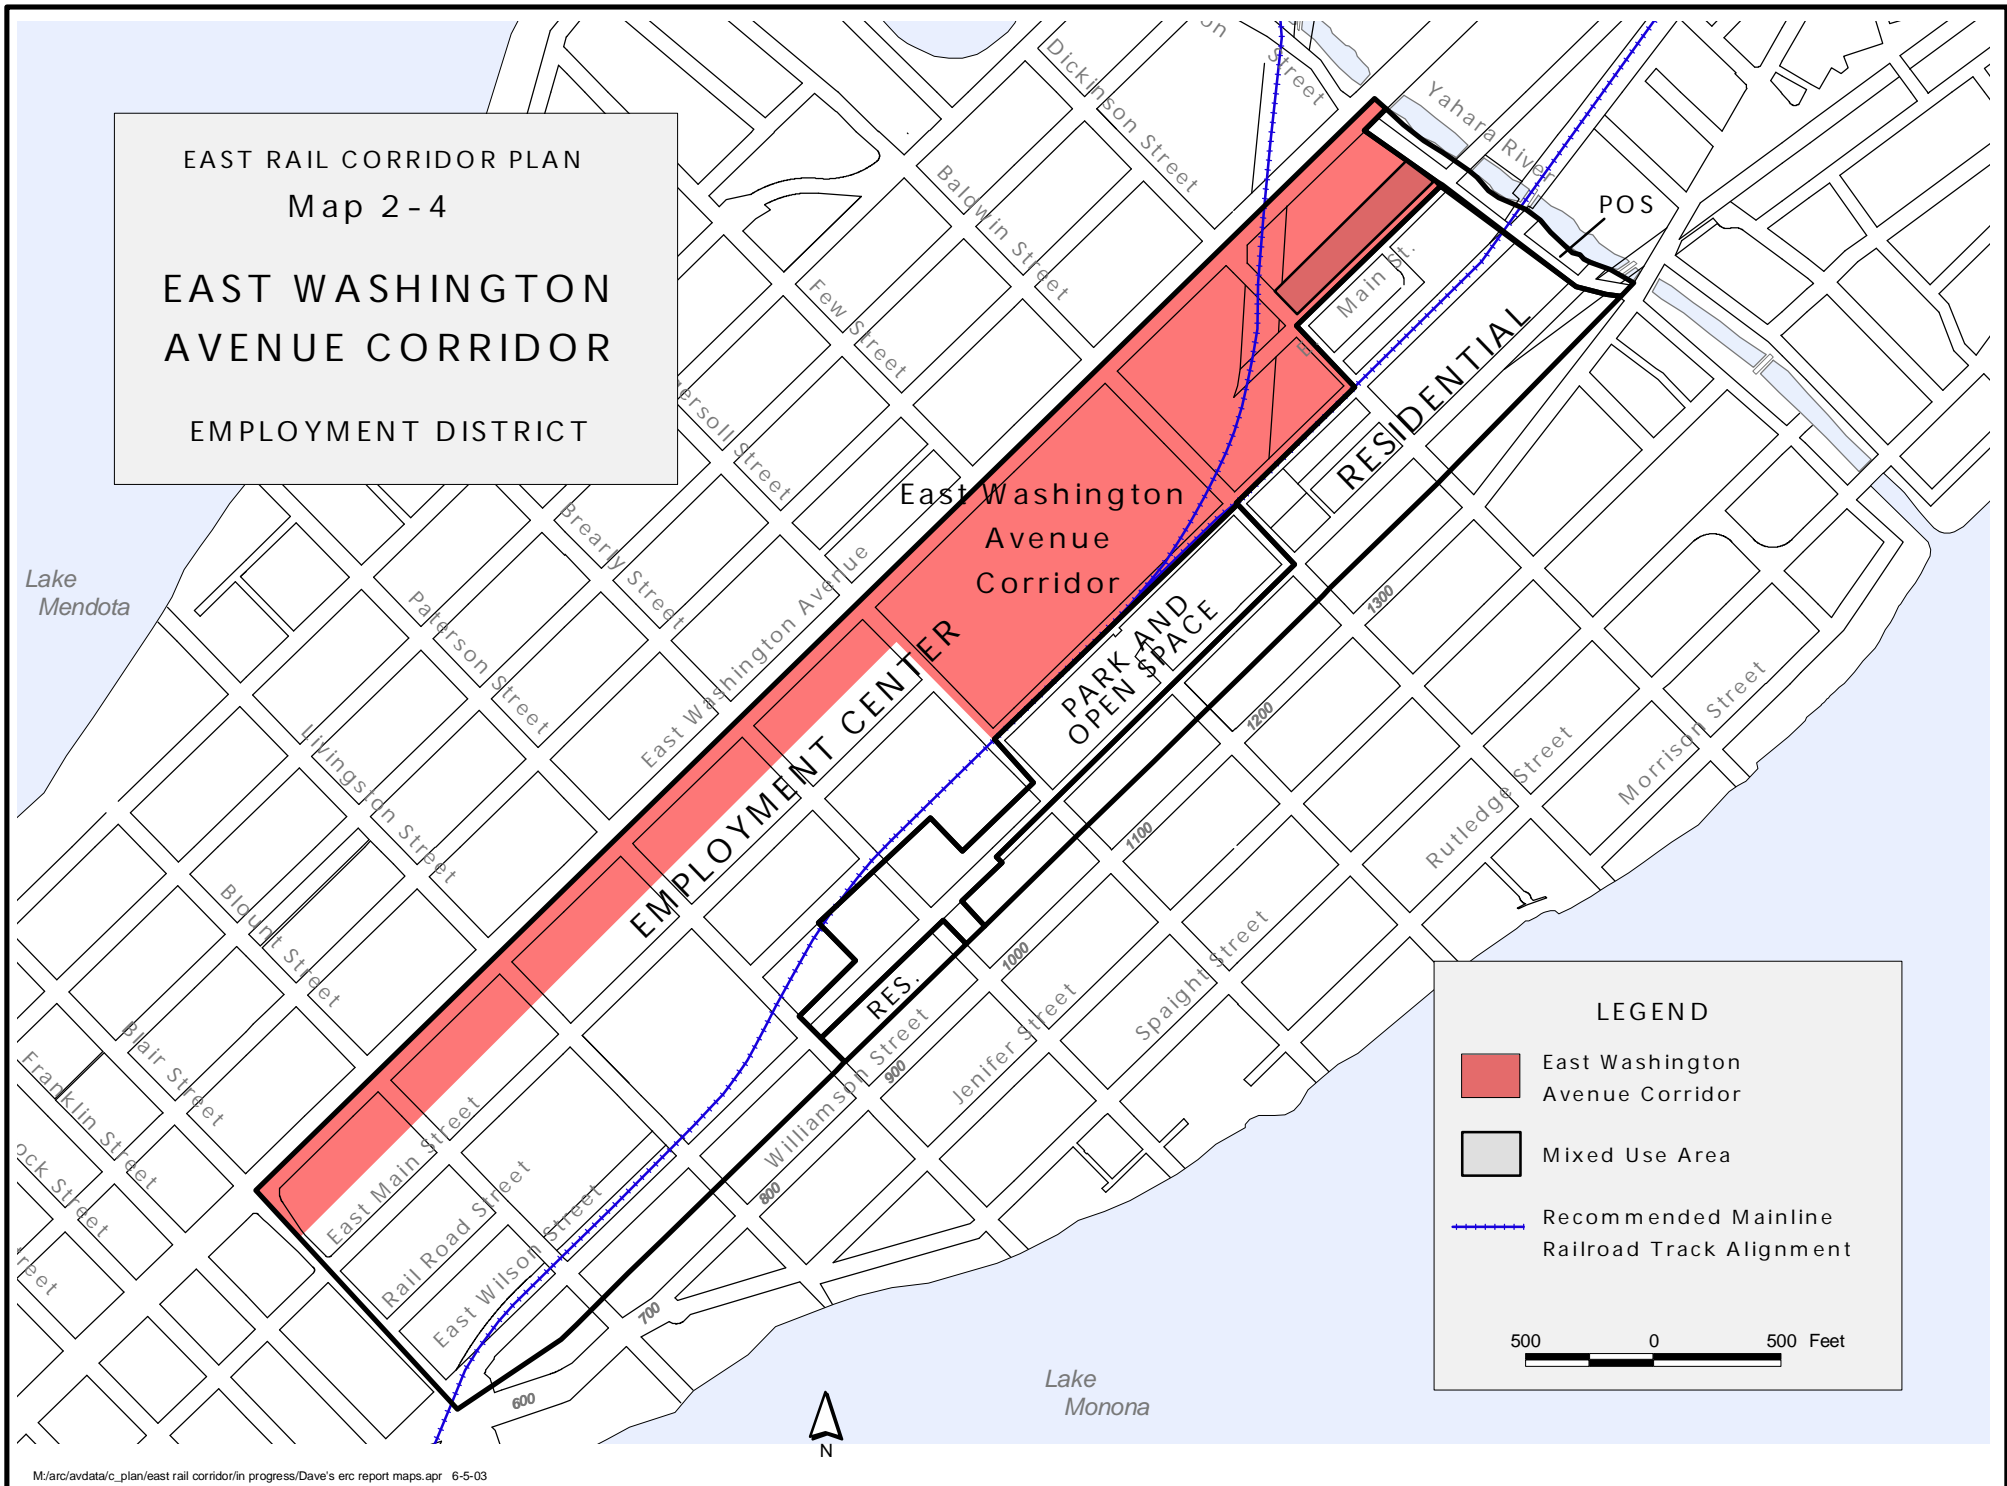 EAST RAIL CORRIDOR PLAN
Map 2-4
EAST WASHINGTON
AVENUE CORRIDOR
EMPLOYMENT DISTRICT
on
Street
Dickinson Street
Yahara River
POS
Baldwin Street
Main St.
E
Few Street
ersoll Street
RESIDENTIAL
East Washington
Avenue
Corridor
Brearly Street
East Washington Avenue
Lake
Mendota
Paterson Street
PARK AND
OPEN SPACE
EMPLOYMENT CENTER
Livingston Street
Blount Street
Blair Street
Franklin Street
ock Street
reet
East Main Street
Rail Road Street
East Wilson Street
RES.
Williamson Street
Jenifer Street
Spaight Street
Rutledge Street
Morrison Street
1300
1200
1100
1000
900
800
700
600
Lake
Monona
N
LEGEND
East Washington
Avenue Corridor
Mixed Use Area
Recommended Mainline
Railroad Track Alignment
500 0 500 Feet
M:/arc/avdata/c_plan/east rail corridor/in progress/Dave's erc report maps.apr 6-5-03